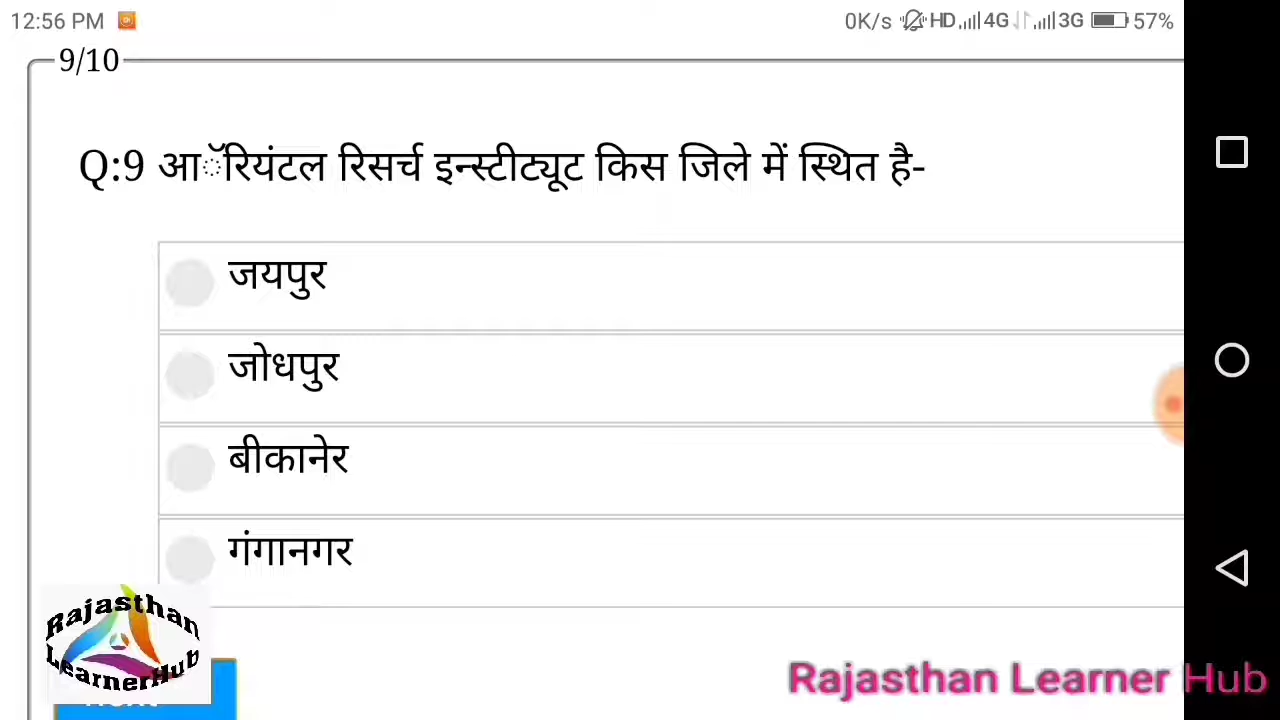 12:56 PM 0K/s HD 4G 3G 57%
9/10
Q:9 आॅरियंटल रिसर्च इन्स्टीट्यूट किस जिले में स्थित है-
जयपुर
जोधपुर
बीकानेर
गंगानगर
Rajasthan
LearnerHub
Rajasthan Learner Hub